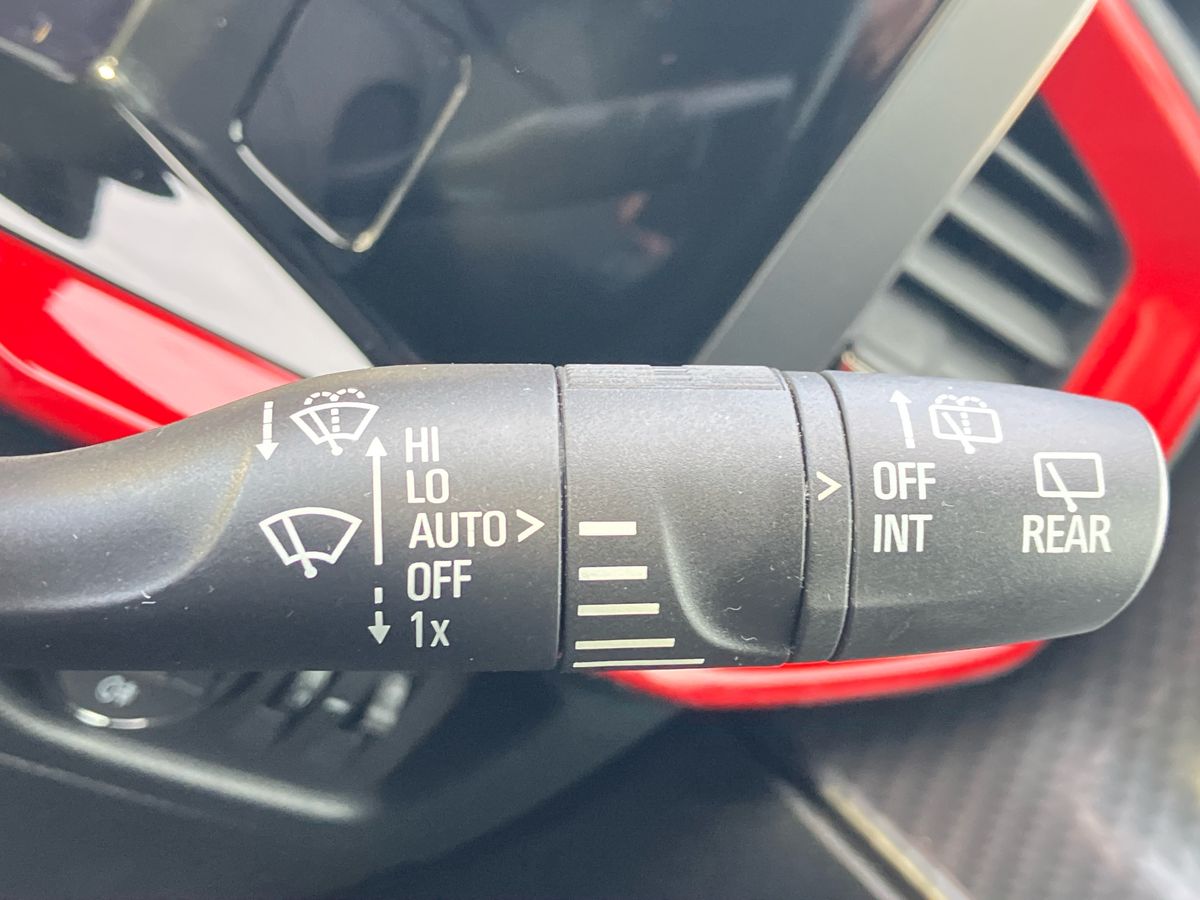 HI
LO
AUTO >
OFF
1x
>
OFF
INT
REAR